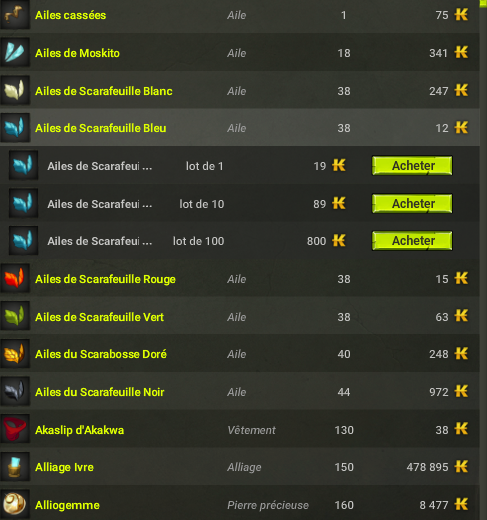 Ailes cassées Aile 1 75
Ailes de Moskito Aile 18 341
Ailes de Scarafeuille Blanc Aile 38 247
Ailes de Scarafeuille Bleu Aile 38 12
Ailes de Scarafeui ... lot de 1 19 Acheter
Ailes de Scarafeui ... lot de 10 89 Acheter
Ailes de Scarafeui ... lot de 100 800 Acheter
Ailes de Scarafeuille Rouge Aile 38 15
Ailes de Scarafeuille Vert Aile 38 63
Ailes du Scarabosse Doré Aile 40 248
Ailes du Scarafeuille Noir Aile 44 972
Akaslip d'Akakwa Vêtement 130 38
Alliage Ivre Alliage 150 478 895
Alliogemme Pierre précieuse 160 8 477